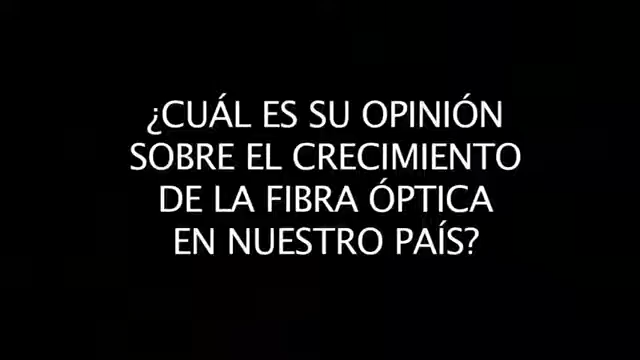 ¿CUÁL ES SU OPINIÓN
SOBRE EL CRECIMIENTO
DE LA FIBRA ÓPTICA
EN NUESTRO PAÍS?